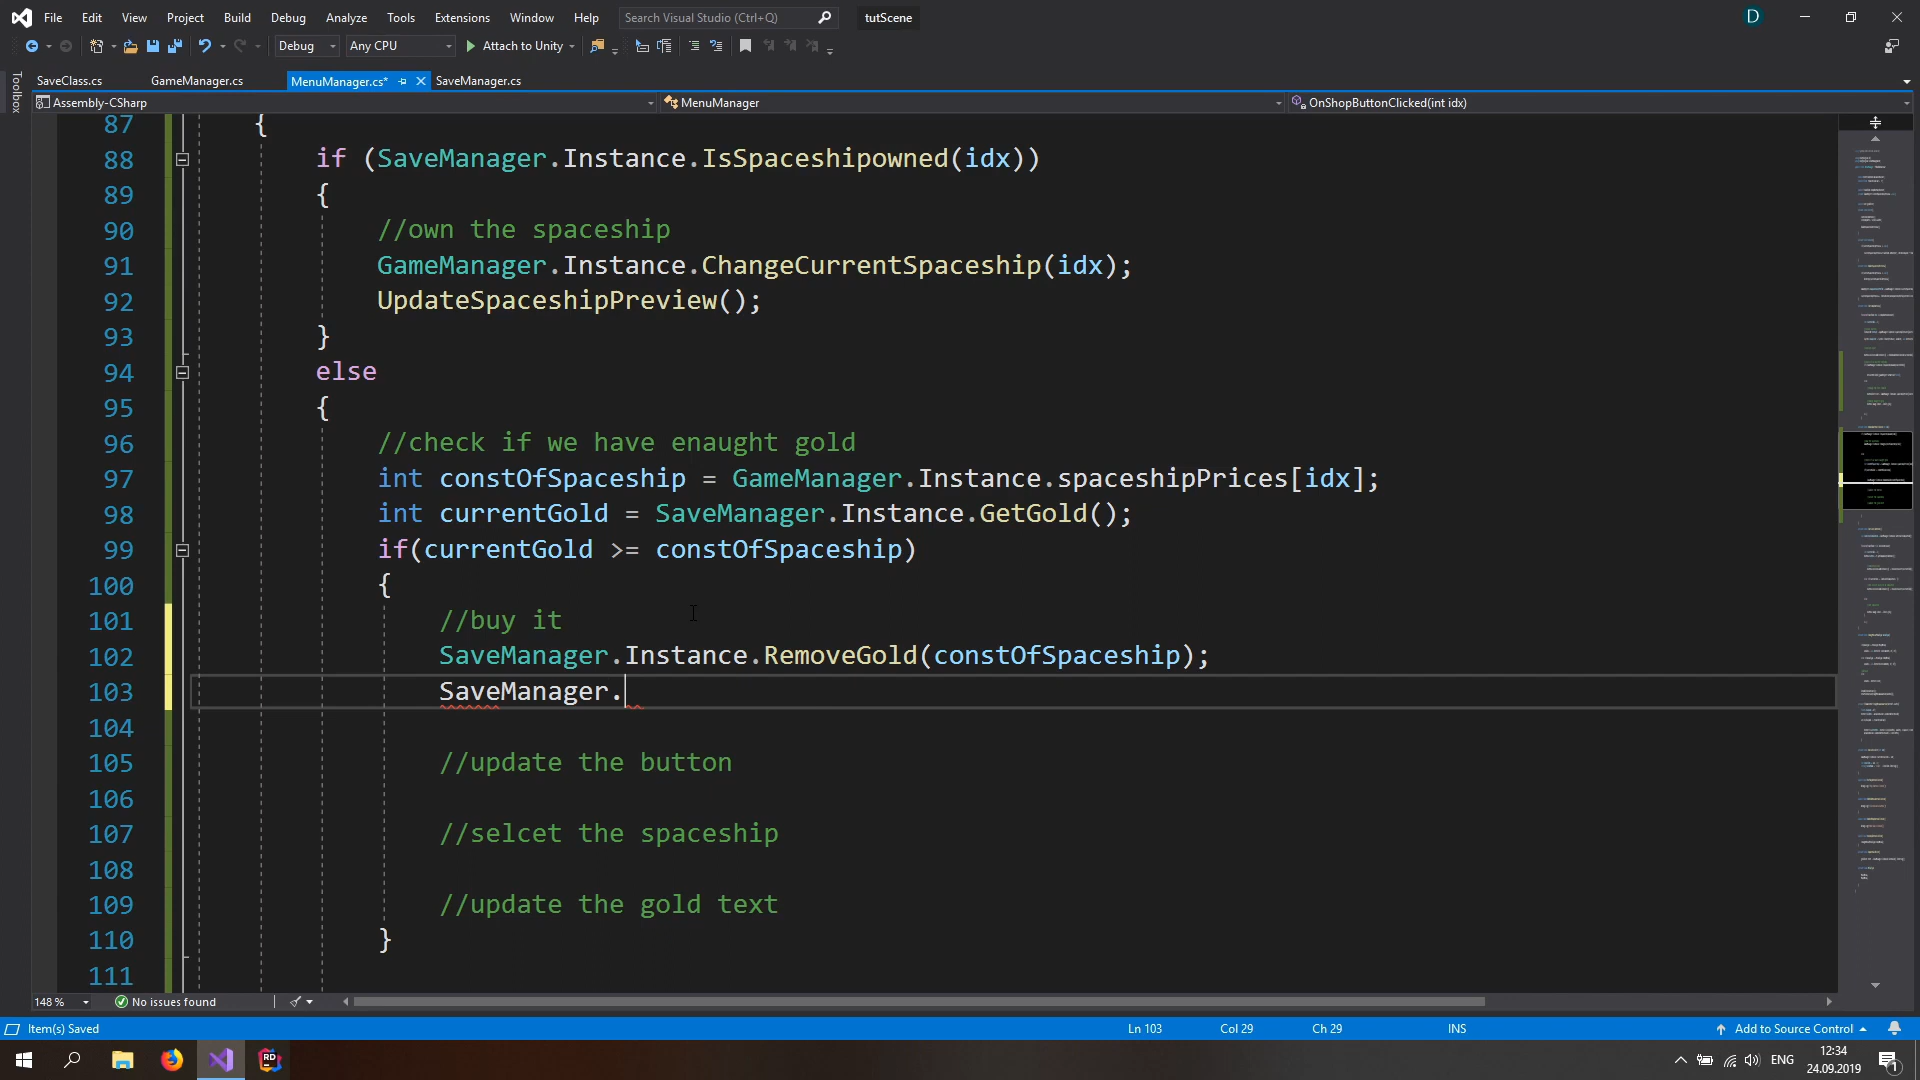 File Edit View Project Build Debug Test Analyze Tools Extensions Window Help Search Visual Studio (Ctrl+Q) tutScene D
Debug Any CPU Attach to Unity
Toolbox
SaveClass.cs GameManager.cs MenuManager.cs* SaveManager.cs
Assembly-CSharp MenuManager OnShopButtonClicked(int idx)
87 {
88 if (SaveManager.Instance.IsSpaceshipowned(idx))
89 {
90 //own the spaceship
91 GameManager.Instance.ChangeCurrentSpaceship(idx);
92 UpdateSpaceshipPreview();
93 }
94 else
95 {
96 //check if we have enaught gold
97 int constOfSpaceship = GameManager.Instance.spaceshipPrices[idx];
98 int currentGold = SaveManager.Instance.GetGold();
99 if(currentGold >= constOfSpaceship)
100 {
101 //buy it
102 SaveManager.Instance.RemoveGold(constOfSpaceship);
103 SaveManager.
104
105 //update the button
106
107 //selcet the spaceship
108
109 //update the gold text
110 }
111
148 % No issues found
Item(s) Saved Ln 103 Col 29 Ch 29 INS Add to Source Control
RD ENG 12:34
24.09.2019 1